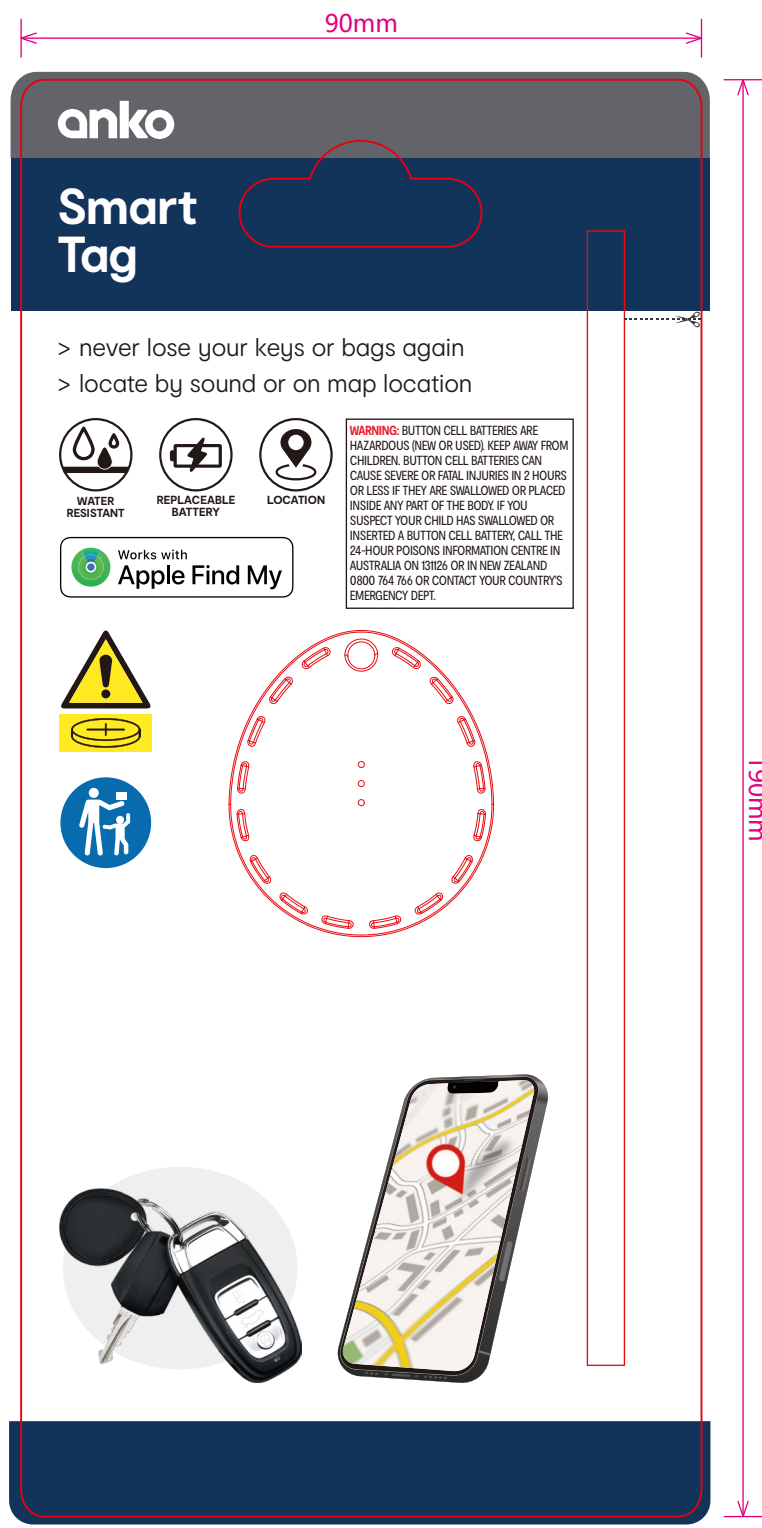 90mm
anko
Smart
Tag
> never lose your keys or bags again
> locate by sound or on map location
WATER
RESISTANT
REPLACEABLE
BATTERY
LOCATION
WARNING: BUTTON CELL BATTERIES ARE
HAZARDOUS (NEW OR USED). KEEP AWAY FROM
CHILDREN. BUTTON CELL BATTERIES CAN
CAUSE SEVERE OR FATAL INJURIES IN 2 HOURS
OR LESS IF THEY ARE SWALLOWED OR PLACED
INSIDE ANY PART OF THE BODY. IF YOU
SUSPECT YOUR CHILD HAS SWALLOWED OR
INSERTED A BUTTON CELL BATTERY, CALL THE
24-HOUR POISONS INFORMATION CENTRE IN
AUSTRALIA ON 131126 OR IN NEW ZEALAND
0800 764 766 OR CONTACT YOUR COUNTRY'S
EMERGENCY DEPT.
Works with
Apple Find My
190mm